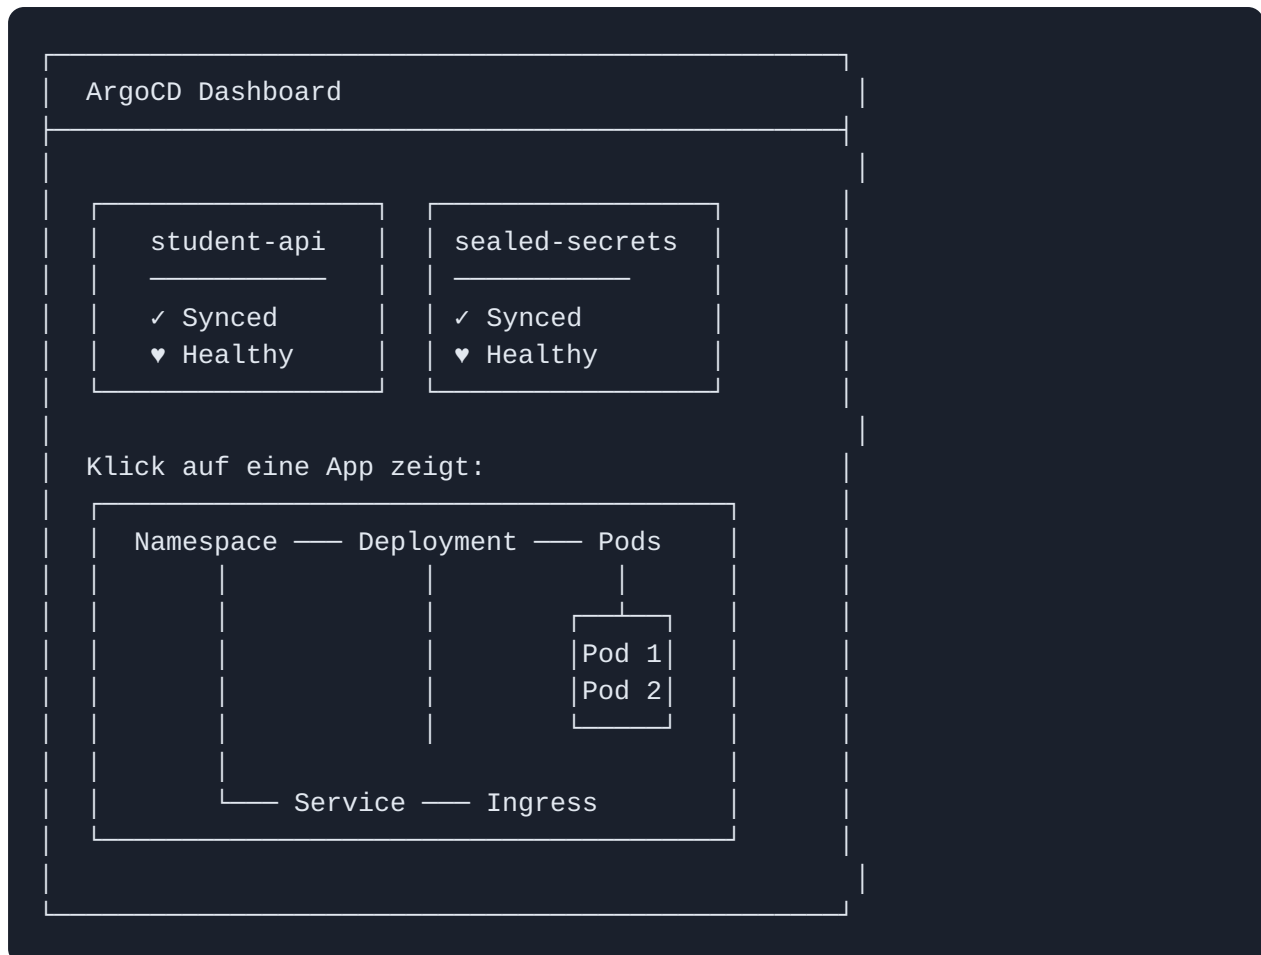 ArgoCD Dashboard
student-api sealed-secrets
✓ Synced ✓ Synced
♥ Healthy ♥ Healthy
Klick auf eine App zeigt:
Namespace ─── Deployment ─── Pods
Pod 1
Pod 2
Service ─── Ingress